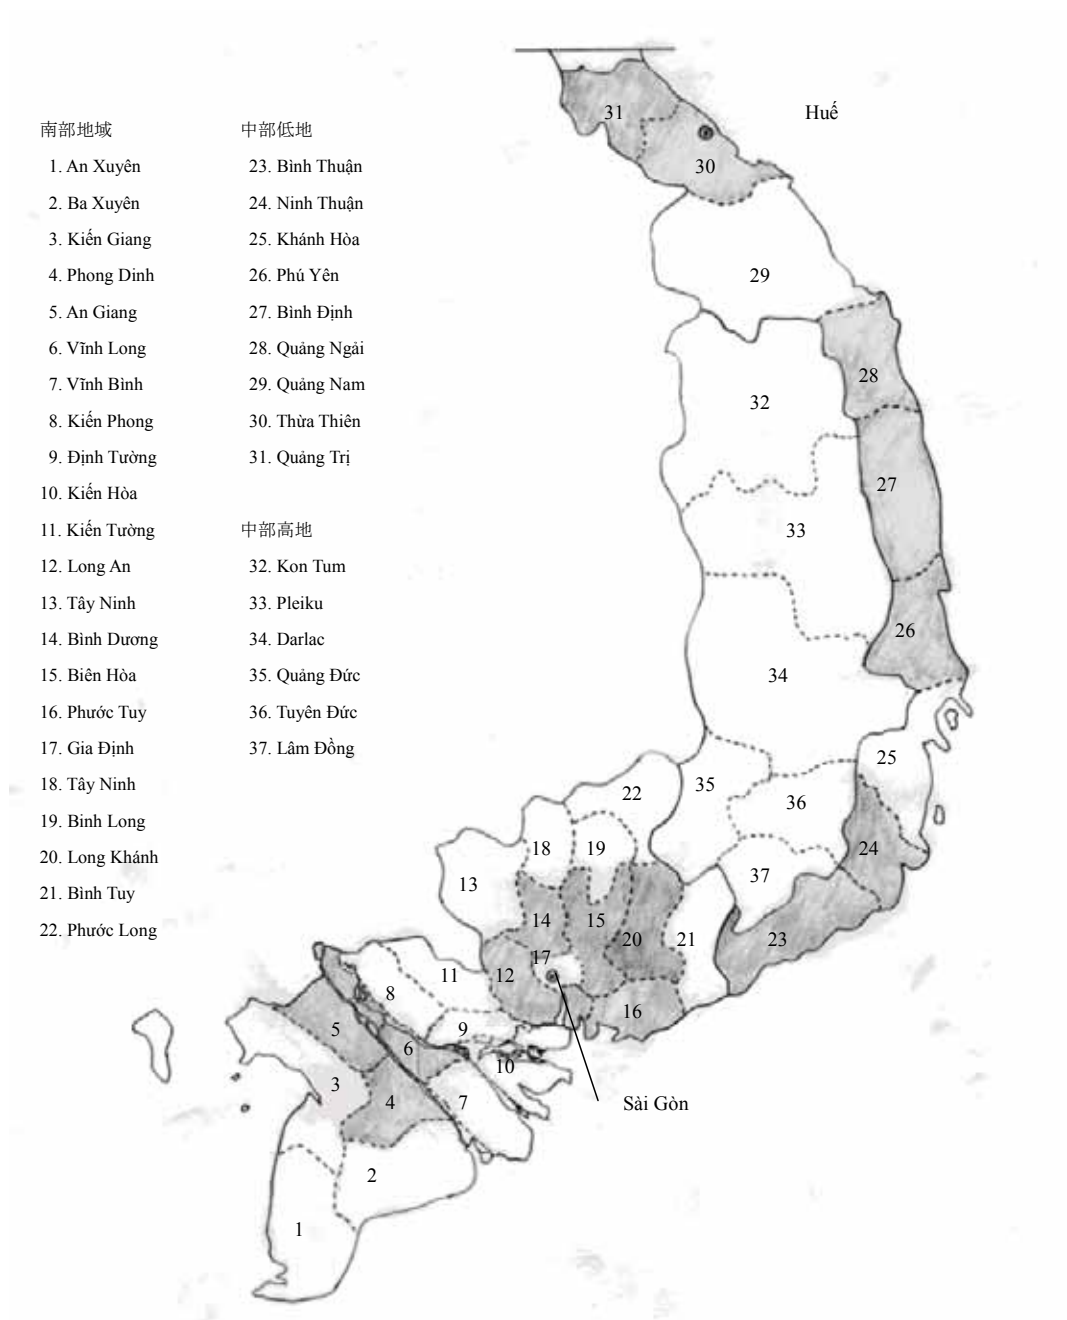 南部地域
1. An Xuyên
2. Ba Xuyên
3. Kiến Giang
4. Phong Dinh
5. An Giang
6. Vĩnh Long
7. Vĩnh Bình
8. Kiến Phong
9. Định Tường
10. Kiến Hòa
11. Kiến Tường
12. Long An
13. Tây Ninh
14. Bình Dương
15. Biên Hòa
16. Phước Tuy
17. Gia Định
18. Tây Ninh
19. Bình Long
20. Long Khánh
21. Bình Tuy
22. Phước Long
中部低地
23. Bình Thuận
24. Ninh Thuận
25. Khánh Hòa
26. Phú Yên
27. Bình Định
28. Quảng Ngải
29. Quảng Nam
30. Thừa Thiên
31. Quảng Trị
中部高地
32. Kon Tum
33. Pleiku
34. Darlac
35. Quảng Đức
36. Tuyên Đức
37. Lâm Đồng
Huế
31
30
29
28
32
27
33
26
34
25
35
22
36
18
19
24
37
13
14
15
20
21
23
17
12
11
8
16
5
9
6
10
3
4
7
Sài Gòn
2
1